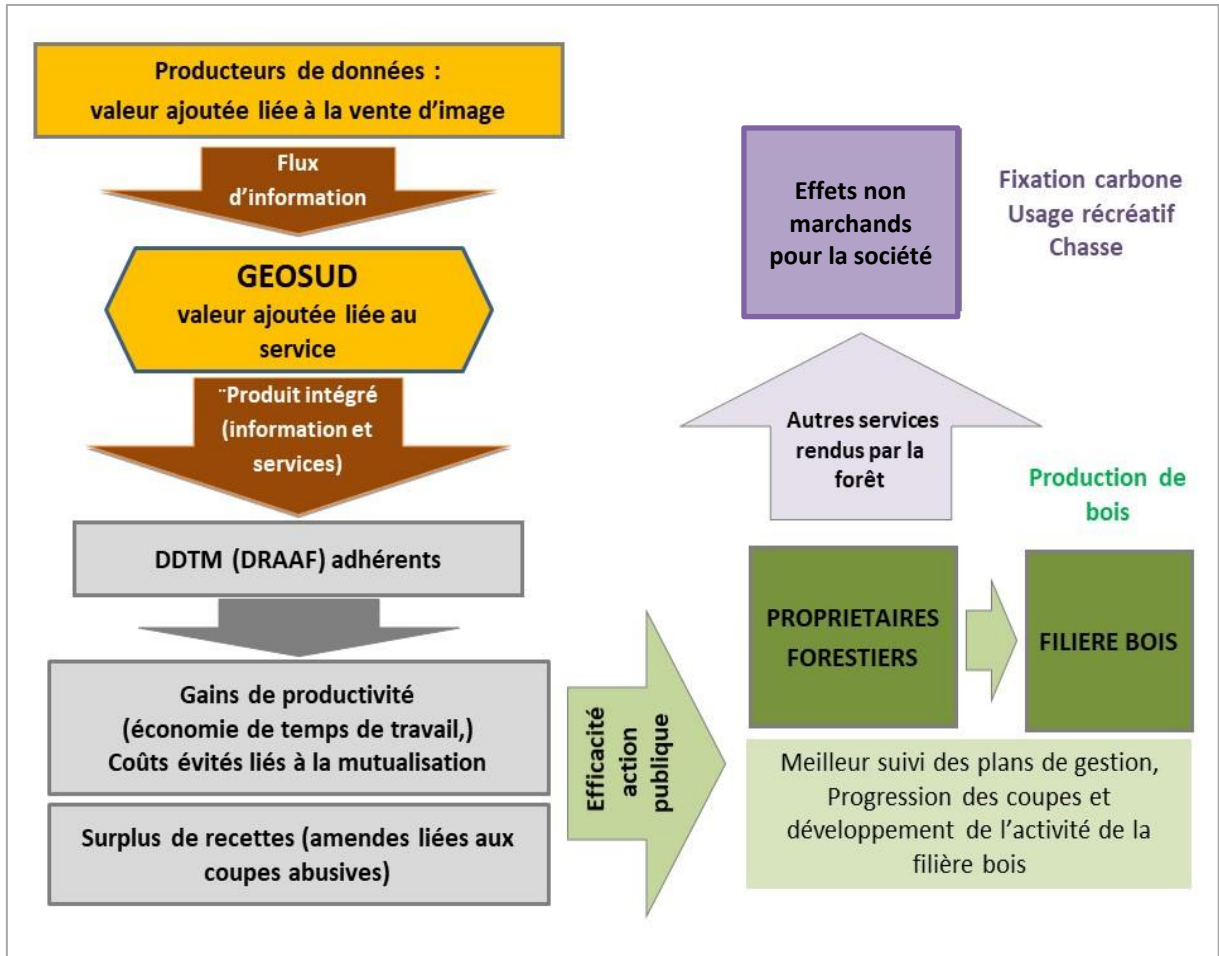 Producteurs de données :
valeur ajoutée liée à la vente d’image
Flux
d’information
GEOSUD
valeur ajoutée liée au
service
¨Produit intégré
(information et
services)
DDTM (DRAAF) adhérents
Gains de productivité
(économie de temps de travail,)
Coûts évités liés à la mutualisation
Surplus de recettes (amendes liées aux
coupes abusives)
Efficacité
action
publique
Effets non
marchands
pour la société
Fixation carbone
Usage récréatif
Chasse
Autres services
rendus par la
forêt
Production de
bois
PROPRIETAIRES
FORESTIERS
FILIERE BOIS
Meilleur suivi des plans de gestion,
Progression des coupes et
développement de l’activité de la
filière bois